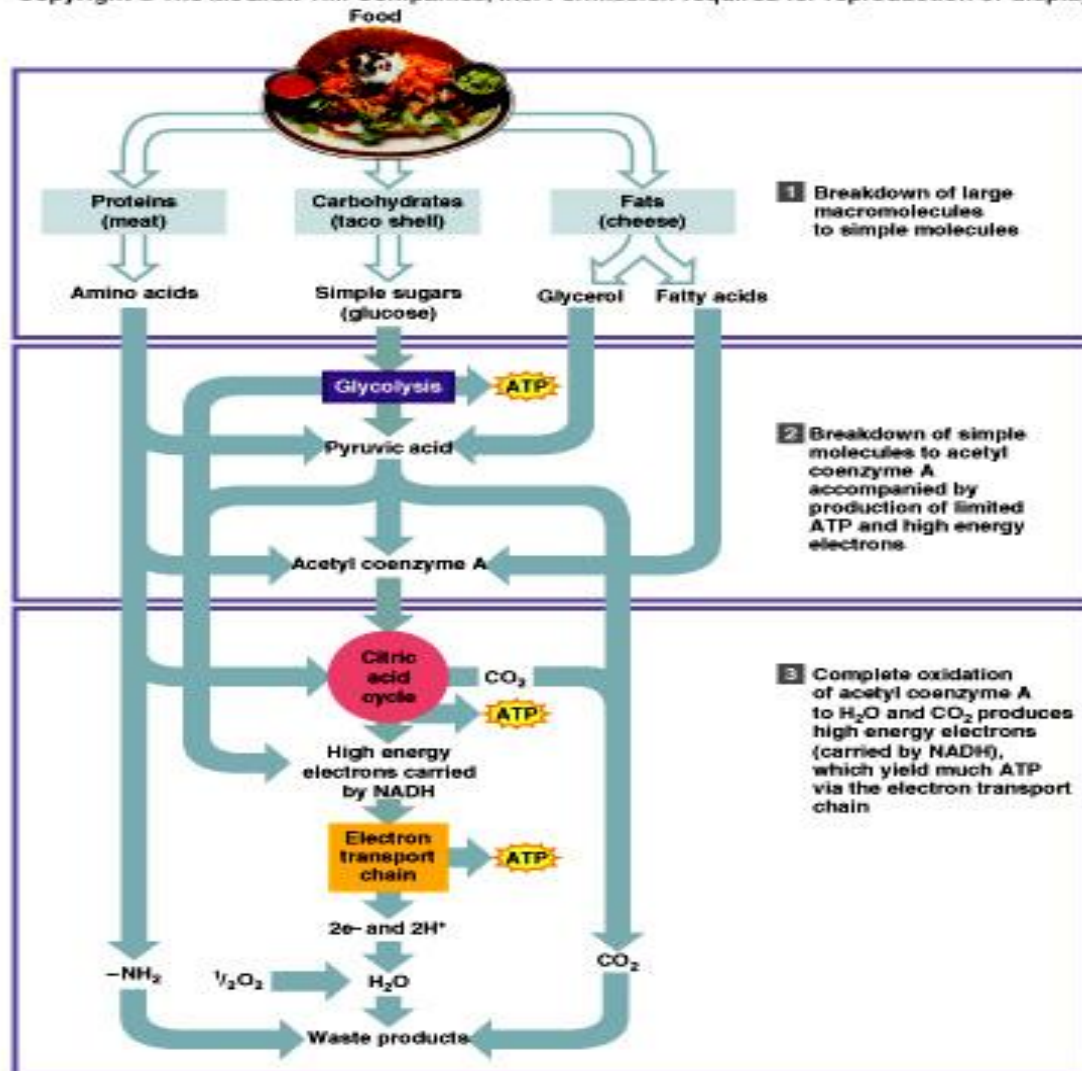 Food
Proteins
(meat)
Carbohydrates
(taco shell)
Fats
(cheese)
1 Breakdown of large
macromolecules
to simple molecules
Amino acids
Simple sugars
(glucose)
Glycerol
Fatty acids
Glycolysis
ATP
Pyruvic acid
2 Breakdown of simple
molecules to acetyl
coenzyme A
accompanied by
production of limited
ATP and high energy
electrons
Acetyl coenzyme A
Citric
acid
cycle
CO₂
ATP
3 Complete oxidation
of acetyl coenzyme A
to H₂O and CO₂ produces
high energy electrons
(carried by NADH),
which yield much ATP
via the electron transport
chain
High energy
electrons carried
by NADH
Electron
transport
chain
ATP
2e- and 2H⁺
–NH₂
½O₂
H₂O
CO₂
Waste products